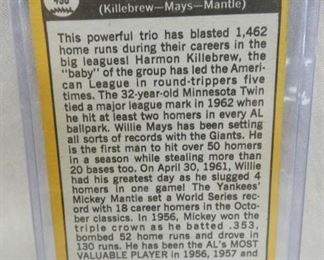 (Killebrew—Mays—Mantle)
This powerful trio has blasted 1,462
home runs during their careers in the
big leagues! Harmon Killebrew, the
"baby" of the group has led the Ameri-
can League in round-trippers five
times. The 32-year-old Minnesota Twin
tied a major league mark in 1962 when
he hit at least two homers in every AL
ballpark. Willie Mays has been setting
all sorts of records with the Giants. He
is the first man to hit over 50 homers
in a season while stealing more than
20 bases too. On April 30, 1961, Willie
had his greatest day as he slugged 4
homers in one game! The Yankees'
Mickey Mantle set a World Series record
with 18 career homers in the Octo-
ber classics. In 1956, Mickey won the
triple crown as he batted .353,
bombed 52 home runs and drove in
130 runs. He has been the AL's MOST
VALUABLE PLAYER in 1956, 1957 and